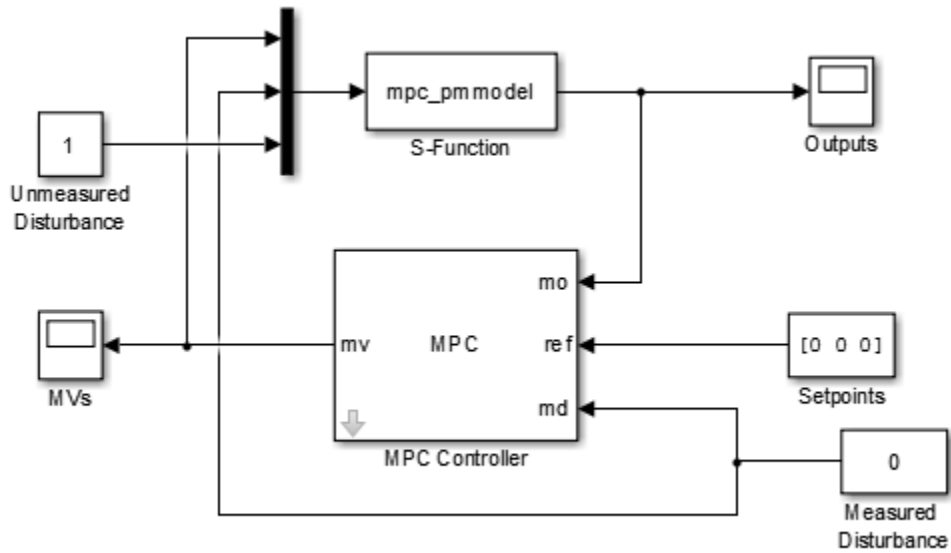 mpc_pmmodel
S-Function
Outputs
1
Unmeasured
Disturbance
mo
mv
MPC
ref
md
MPC Controller
MVs
[0 0 0]
Setpoints
0
Measured
Disturbance